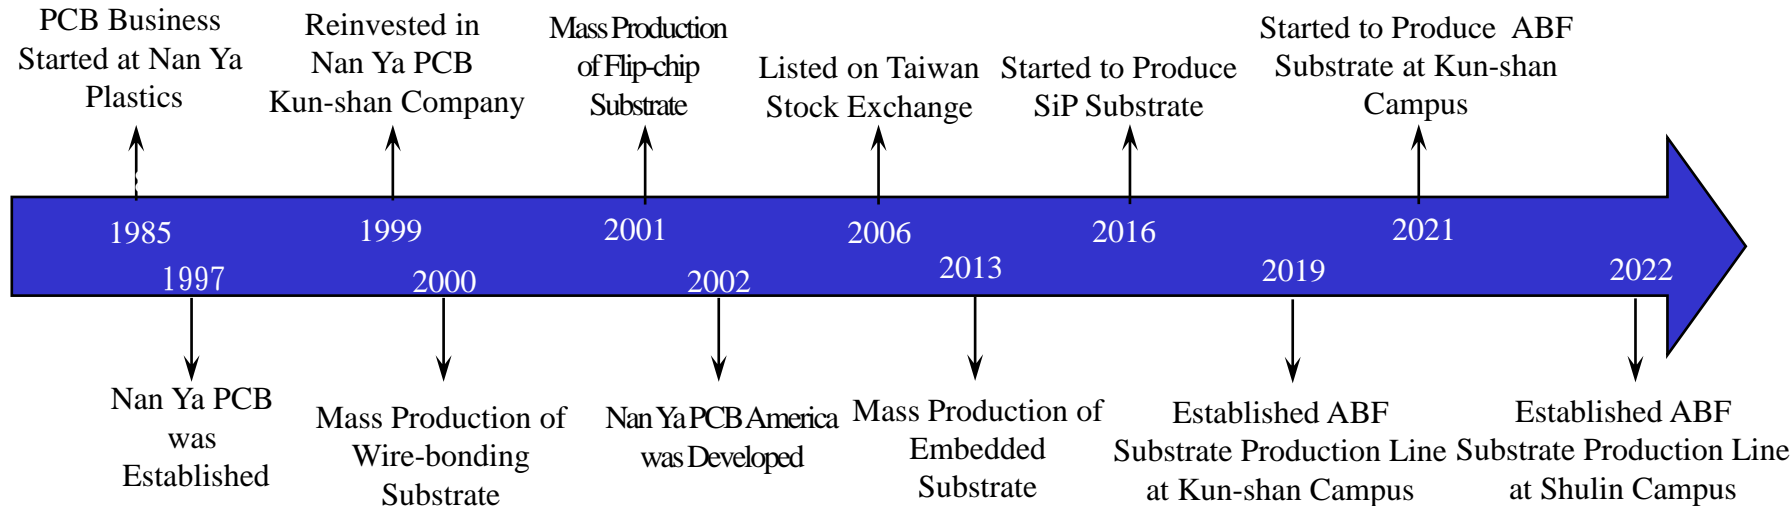 PCB Business
Started at Nan Ya
Plastics
Reinvested in
Nan Ya PCB
Kun-shan Company
Mass Production
of Flip-chip
Substrate
Listed on Taiwan
Stock Exchange
Started to Produce
SiP Substrate
Started to Produce ABF
Substrate at Kun-shan
Campus
1985
1999
2001
2006
2016
2021
1997
2000
2002
2013
2019
2022
Nan Ya PCB
was
Established
Mass Production of
Wire-bonding
Substrate
Nan Ya PCB America
was Developed
Mass Production of
Embedded
Substrate
Established ABF
Substrate Production Line
at Kun-shan Campus
Established ABF
Substrate Production Line
at Shulin Campus